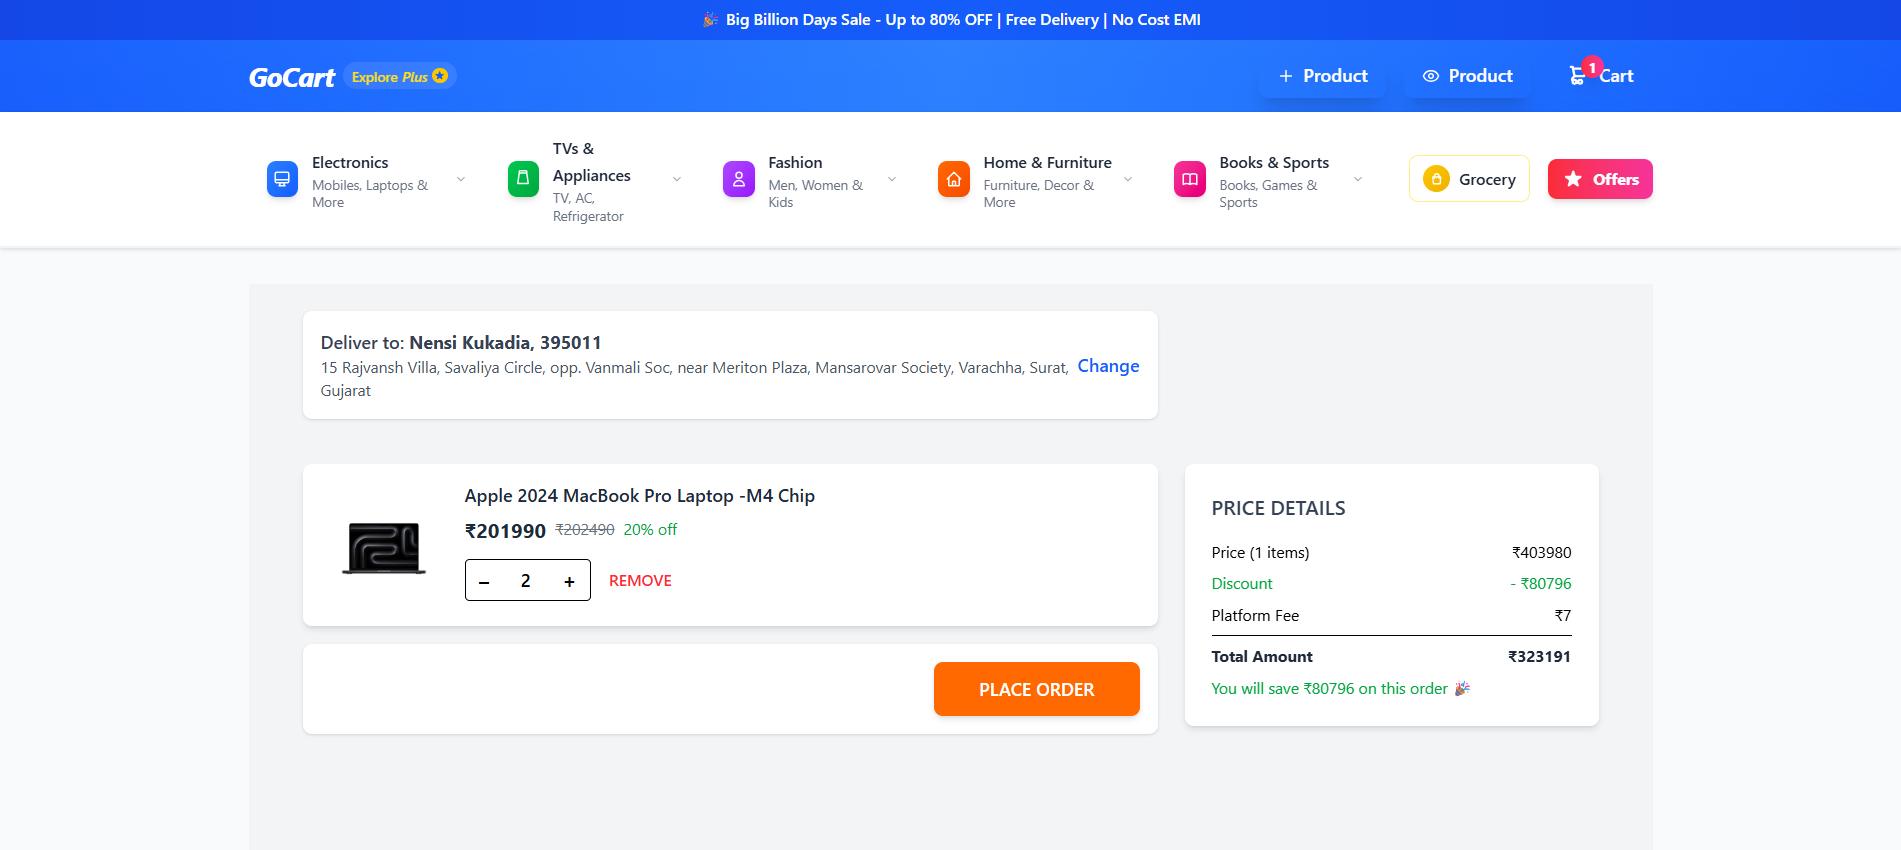 🎉 Big Billion Days Sale - Up to 80% OFF | Free Delivery | No Cost EMI
GoCart Explore Plus
+ Product
Product
1
Cart
Electronics
Mobiles, Laptops &
More
TVs &
Appliances
TV, AC,
Refrigerator
Fashion
Men, Women &
Kids
Home & Furniture
Furniture, Decor &
More
Books & Sports
Books, Games &
Sports
Grocery
Offers
Deliver to: Nensi Kukadia, 395011
15 Rajvansh Villa, Savaliya Circle, opp. Vanmali Soc, near Meriton Plaza, Mansarovar Society, Varachha, Surat,
Gujarat
Change
Apple 2024 MacBook Pro Laptop -M4 Chip
₹201990 ₹202490 20% off
– 2 + REMOVE
PLACE ORDER
PRICE DETAILS
Price (1 items) ₹403980
Discount - ₹80796
Platform Fee ₹7
Total Amount ₹323191
You will save ₹80796 on this order 🎉